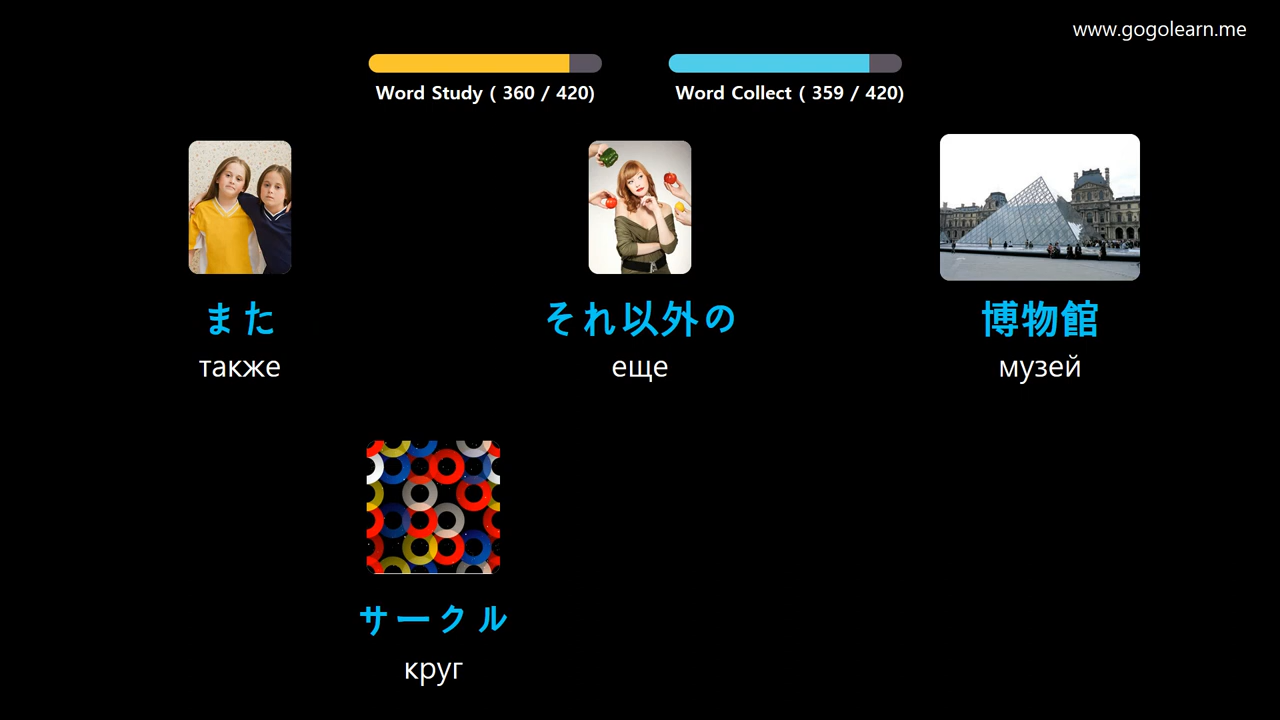 www.gogolearn.me
Word Study ( 360 / 420)
Word Collect ( 359 / 420)
また
также
それ以外の
еще
博物館
музей
サークル
круг